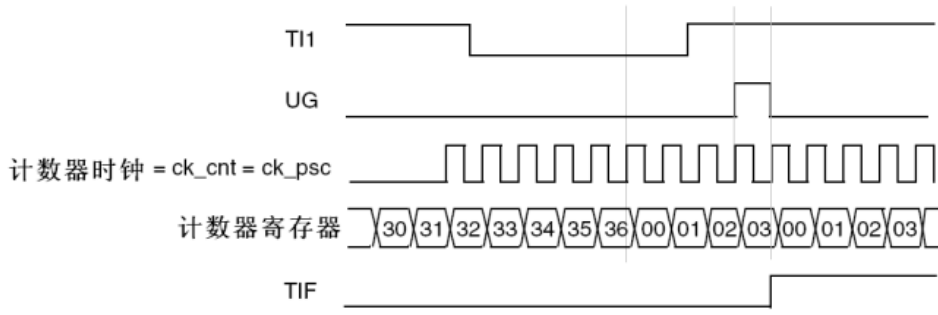 TI1
UG
计数器时钟 = ck_cnt = ck_psc
计数器寄存器 30 31 32 33 34 35 36 00 01 02 03 00 01 02 03
TIF